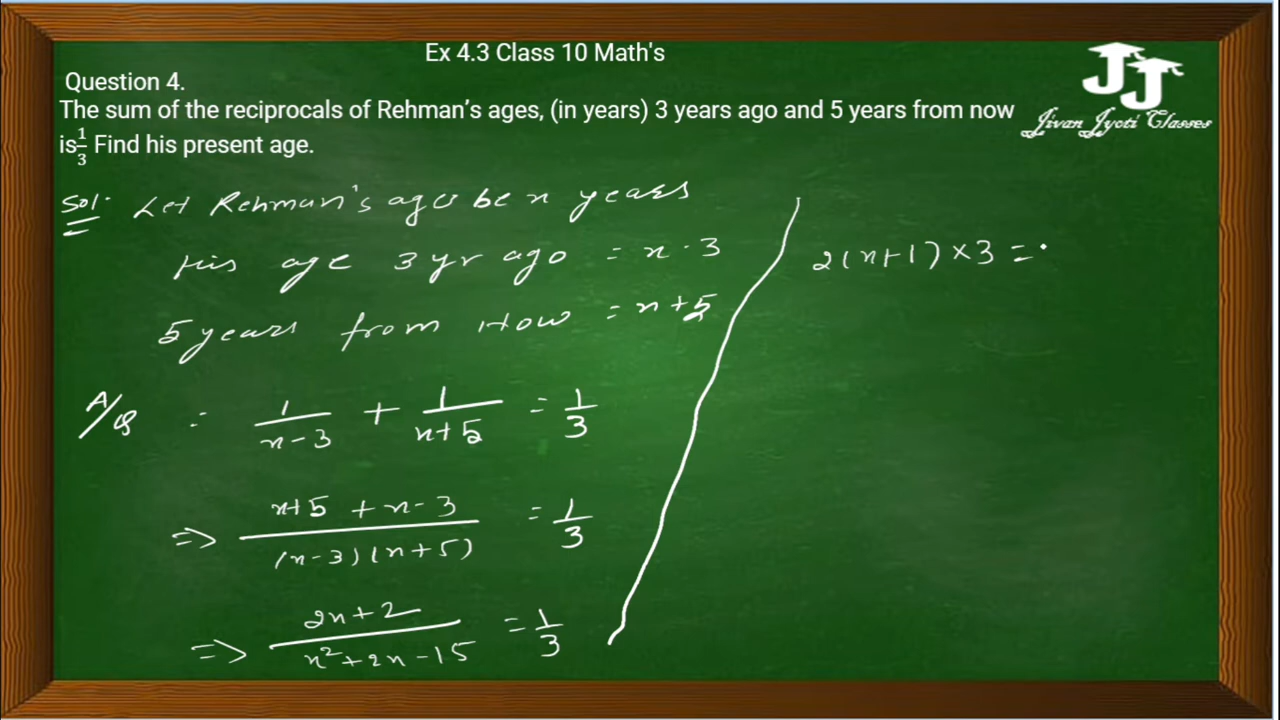 Ex 4.3 Class 10 Math's
JJ
Jivan Jyoti Classes
Question 4.
The sum of the reciprocals of Rehman’s ages, (in years) 3 years ago and 5 years from now
is 1/3 Find his present age.
Sol. Let Rehman's age be x years
His age 3 yr ago = x - 3
5 years from now = x + 5
A/Q = 1/(x-3) + 1/(x+5) = 1/3
=> (x+5 + x-3)/((x-3)(x+5)) = 1/3
=> (2x+2)/(x²+2x-15) = 1/3
2(x+1)×3 =